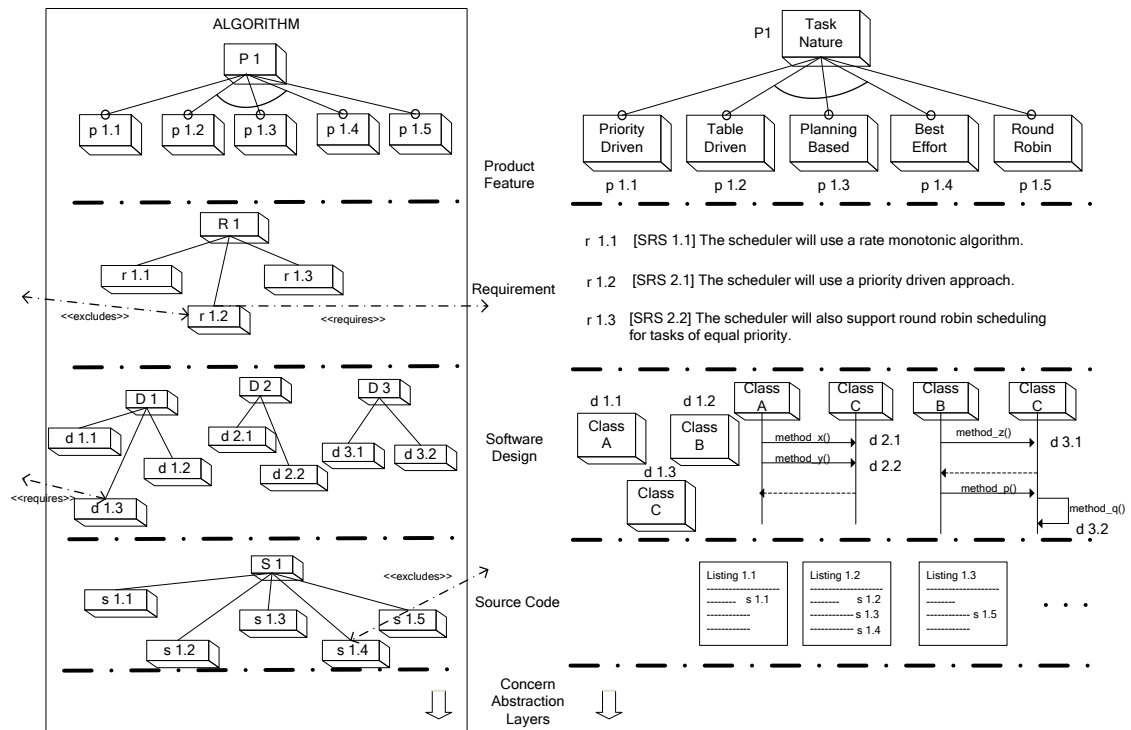 ALGORITHM
P 1
p 1.1
p 1.2
p 1.3
p 1.4
p 1.5
P1
Task
Nature
Priority
Driven
Table
Driven
Planning
Based
Best
Effort
Round
Robin
p 1.1
p 1.2
p 1.3
p 1.4
p 1.5
Product
Feature
R 1
r 1.1
r 1.3
r 1.2
<<excludes>>
<<requires>>
Requirement
r 1.1 [SRS 1.1] The scheduler will use a rate monotonic algorithm.
r 1.2 [SRS 2.1] The scheduler will use a priority driven approach.
r 1.3 [SRS 2.2] The scheduler will also support round robin scheduling
for tasks of equal priority.
D 1
D 2
D 3
d 1.1
d 1.2
d 1.3
d 2.1
d 2.2
d 3.1
d 3.2
<<requires>>
Software
Design
d 1.1
Class
A
d 1.2
Class
B
d 1.3
Class
C
Class
A
Class
C
method_x()
d 2.1
method_y()
d 2.2
Class
B
Class
C
method_z()
d 3.1
method_p()
method_q()
d 3.2
S 1
s 1.1
s 1.2
s 1.3
s 1.4
s 1.5
<<excludes>>
Source Code
Listing 1.1
s 1.1
Listing 1.2
s 1.2
s 1.3
s 1.4
Listing 1.3
s 1.5
. . .
Concern
Abstraction
Layers